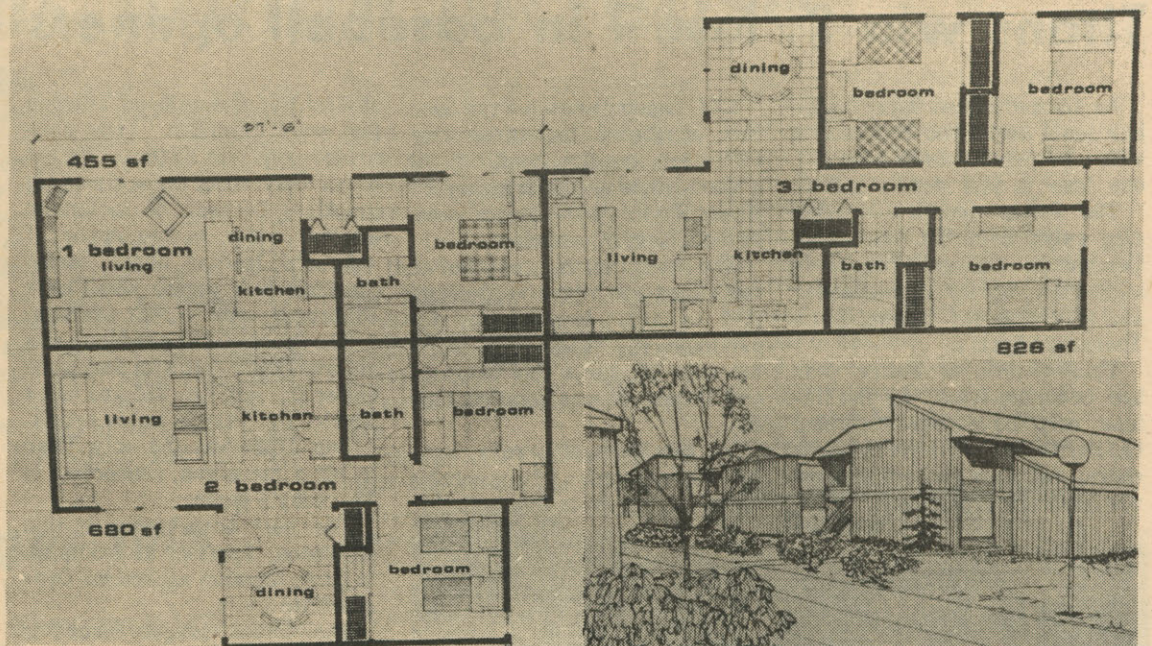 dining
bedroom
bedroom
455 sf
3 bedroom
1 bedroom
living
dining
kitchen
bath
bedroom
living
kitchen
bath
bedroom
826 sf
living
kitchen
bath
bedroom
2 bedroom
680 sf
dining
bedroom